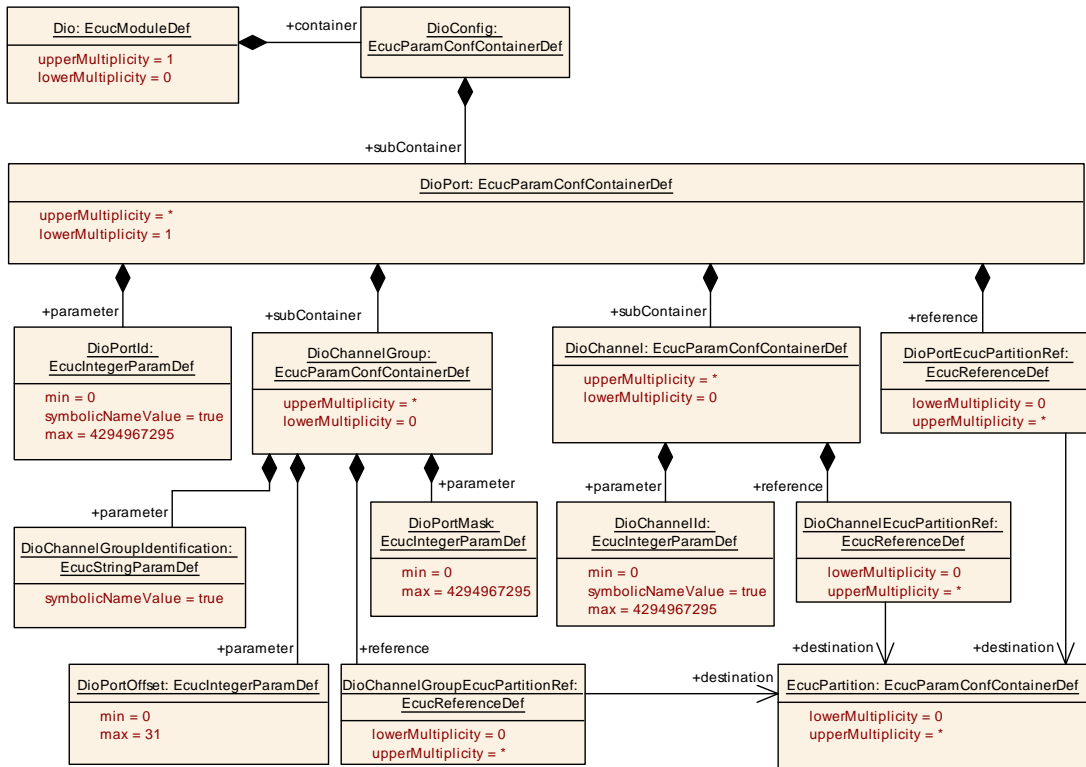 Dio: EcucModuleDef
upperMultiplicity = 1
lowerMultiplicity = 0
+container
DioConfig:
EcucParamConfContainerDef
+subContainer
DioPort: EcucParamConfContainerDef
upperMultiplicity = *
lowerMultiplicity = 1
+parameter
+subContainer
+subContainer
+reference
DioPortId:
EcucIntegerParamDef
min = 0
symbolicNameValue = true
max = 4294967295
DioChannelGroup:
EcucParamConfContainerDef
upperMultiplicity = *
lowerMultiplicity = 0
DioChannel: EcucParamConfContainerDef
upperMultiplicity = *
lowerMultiplicity = 0
DioPortEcucPartitionRef:
EcucReferenceDef
lowerMultiplicity = 0
upperMultiplicity = *
+parameter
+parameter
+parameter
+reference
DioChannelGroupIdentification:
EcucStringParamDef
symbolicNameValue = true
DioPortMask:
EcucIntegerParamDef
min = 0
max = 4294967295
DioChannelId:
EcucIntegerParamDef
min = 0
symbolicNameValue = true
max = 4294967295
DioChannelEcucPartitionRef:
EcucReferenceDef
lowerMultiplicity = 0
upperMultiplicity = *
+parameter
+reference
+destination
+destination
DioPortOffset: EcucIntegerParamDef
min = 0
max = 31
DioChannelGroupEcucPartitionRef:
EcucReferenceDef
lowerMultiplicity = 0
upperMultiplicity = *
+destination
EcucPartition: EcucParamConfContainerDef
lowerMultiplicity = 0
upperMultiplicity = *